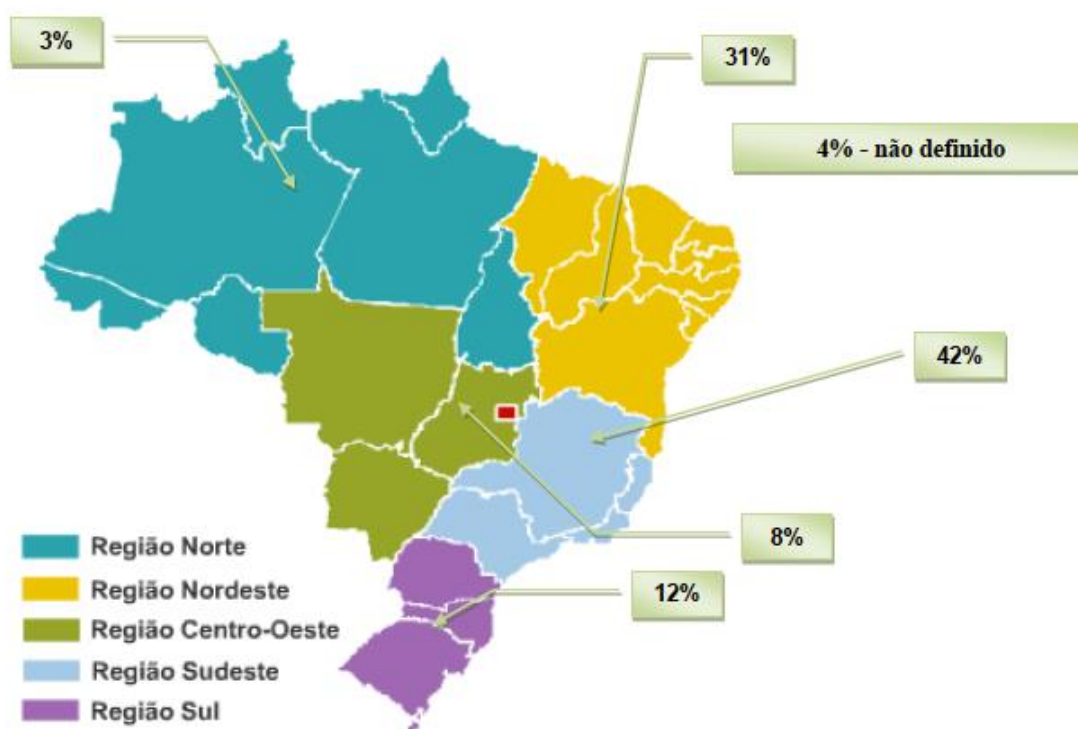 3%
31%
4% - não definido
42%
8%
12%
Região Norte
Região Nordeste
Região Centro-Oeste
Região Sudeste
Região Sul